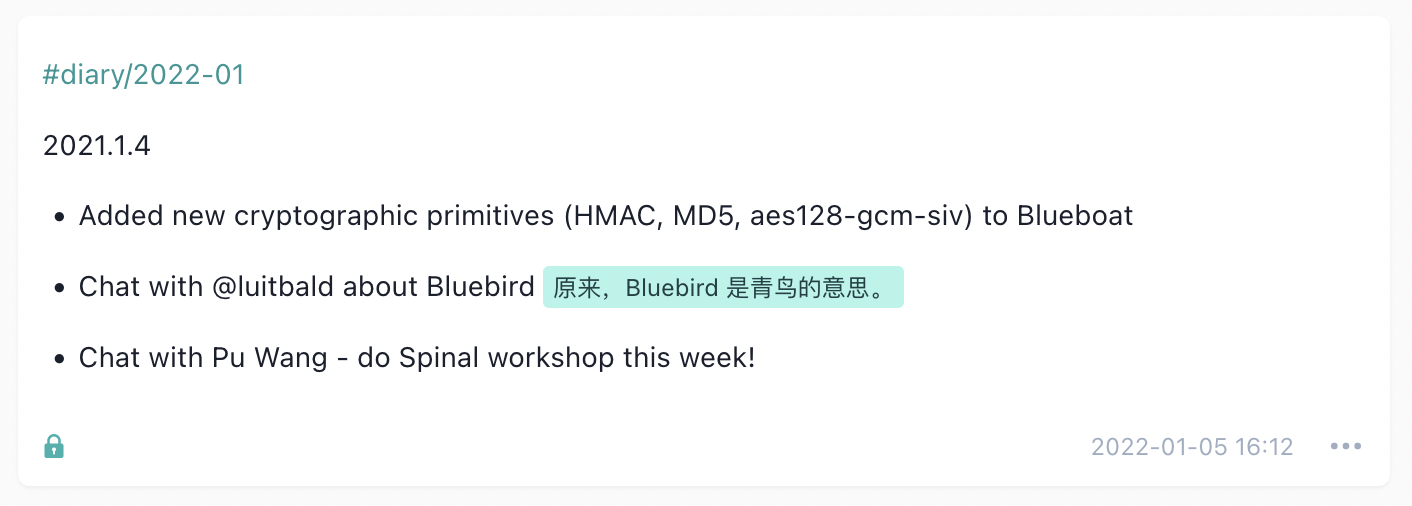 #diary/2022-01
2021.1.4
• Added new cryptographic primitives (HMAC, MD5, aes128-gcm-siv) to Blueboat
• Chat with @luitbald about Bluebird 原来，Bluebird 是青鸟的意思。
• Chat with Pu Wang - do Spinal workshop this week!
2022-01-05 16:12